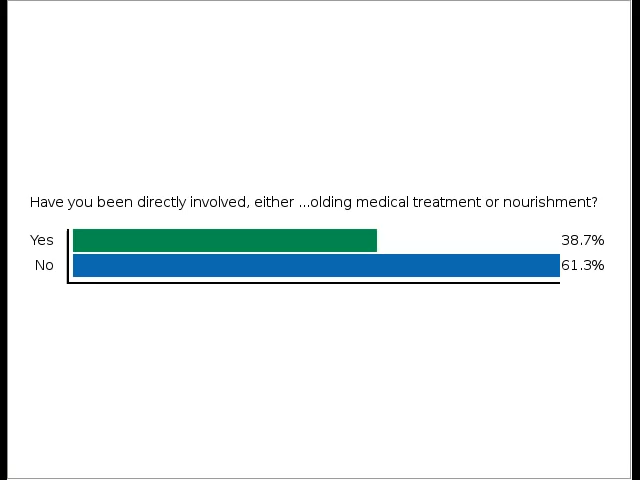 Have you been directly involved, either ...olding medical treatment or nourishment?
Yes 38.7%
No 61.3%